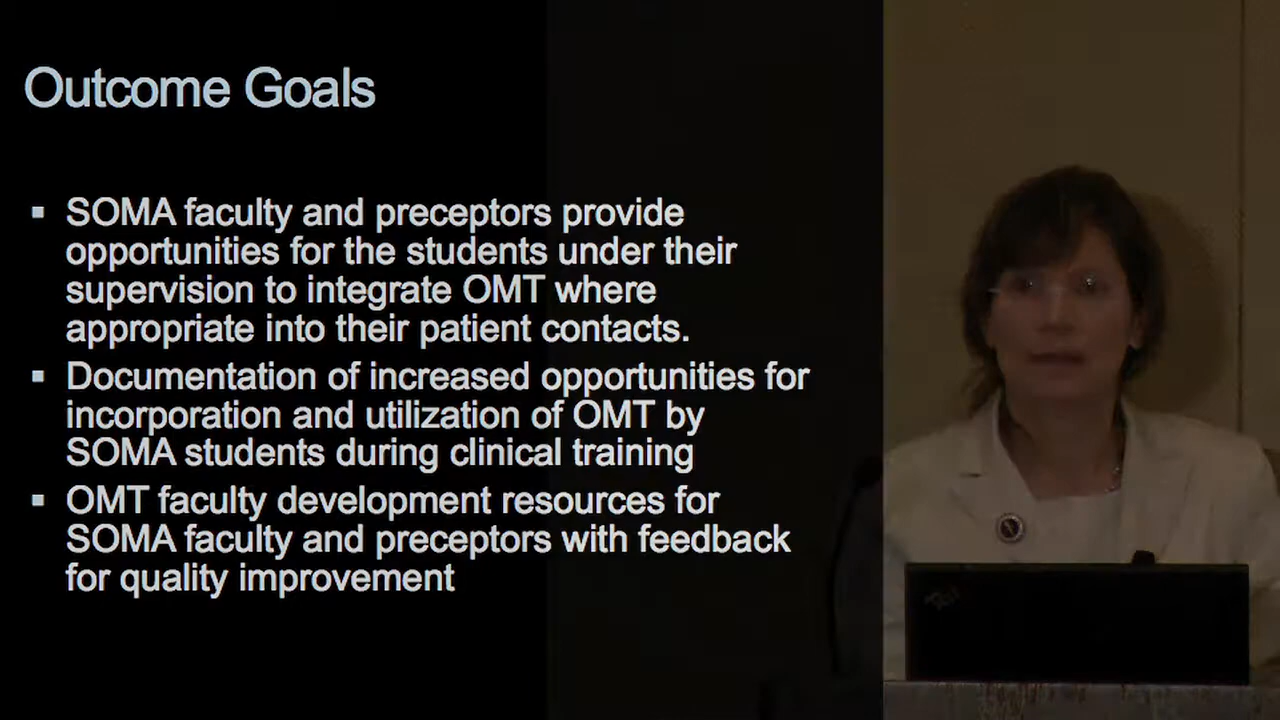 Outcome Goals
▪ SOMA faculty and preceptors provide
opportunities for the students under their
supervision to integrate OMT where
appropriate into their patient contacts.
▪ Documentation of increased opportunities for
incorporation and utilization of OMT by
SOMA students during clinical training
▪ OMT faculty development resources for
SOMA faculty and preceptors with feedback
for quality improvement